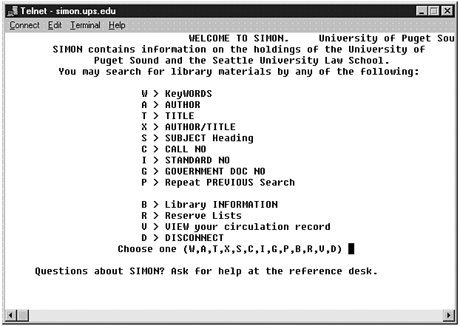 Telnet - simon.ups.edu
Connect Edit Terminal Help
WELCOME TO SIMON. University of Puget Sou
SIMON contains information on the holdings of the University of
Puget Sound and the Seattle University Law School.
You may search for library materials by any of the following:
W > KeyWORDS
A > AUTHOR
T > TITLE
X > AUTHOR/TITLE
S > SUBJECT Heading
C > CALL NO
I > STANDARD NO
G > GOVERNMENT DOC NO
P > Repeat PREVIOUS Search
B > Library INFORMATION
R > Reserve Lists
V > VIEW your circulation record
D > DISCONNECT
Choose one (W,A,T,X,S,C,I,G,P,B,R,V,D)
Questions about SIMON? Ask for help at the reference desk.